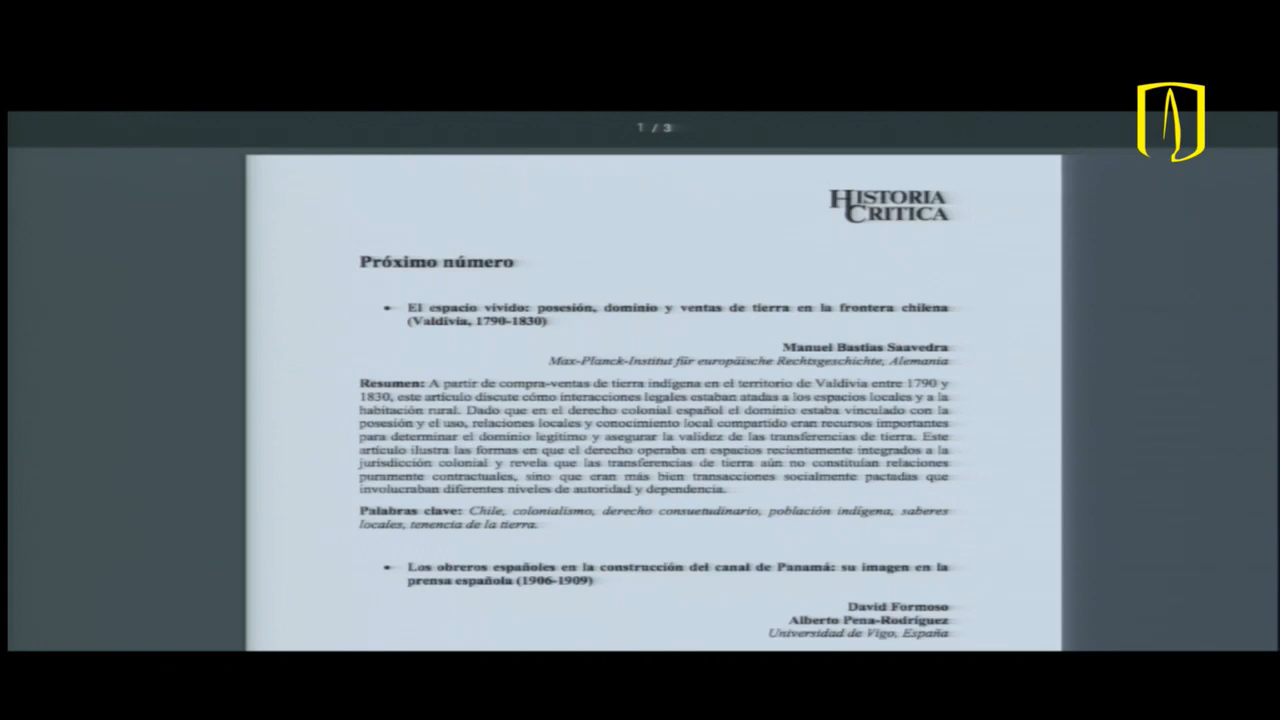 1 / 3
HISTORIA
CRITICA
Próximo número
• El espacio vivido: posesión, dominio y ventas de tierra en la frontera chilena
(Valdivia, 1790-1830)
Manuel Bastias Saavedra
Max-Planck-Institut für europäische Rechtsgeschichte, Alemania
Resumen: A partir de compra-ventas de tierra indígena en el territorio de Valdivia entre 1790 y
1830, este artículo discute cómo interacciones legales estaban atadas a los espacios locales y a la
habitación rural. Dado que en el derecho colonial español el dominio estaba vinculado con la
posesión y el uso, relaciones locales y conocimiento local compartido eran recursos importantes
para determinar el dominio legítimo y asegurar la validez de las transferencias de tierra. Este
artículo ilustra las formas en que el derecho operaba en espacios recientemente integrados a la
jurisdicción colonial y revela que las transferencias de tierra aún no constituían relaciones
puramente contractuales, sino que eran más bien transacciones socialmente pactadas que
involucraban diferentes niveles de autoridad y dependencia.
Palabras clave: Chile, colonialismo, derecho consuetudinario, población indígena, saberes
locales, tenencia de la tierra.
• Los obreros españoles en la construcción del canal de Panamá: su imagen en la
prensa española (1906-1909)
David Formoso
Alberto Pena-Rodríguez
Universidad de Vigo, España